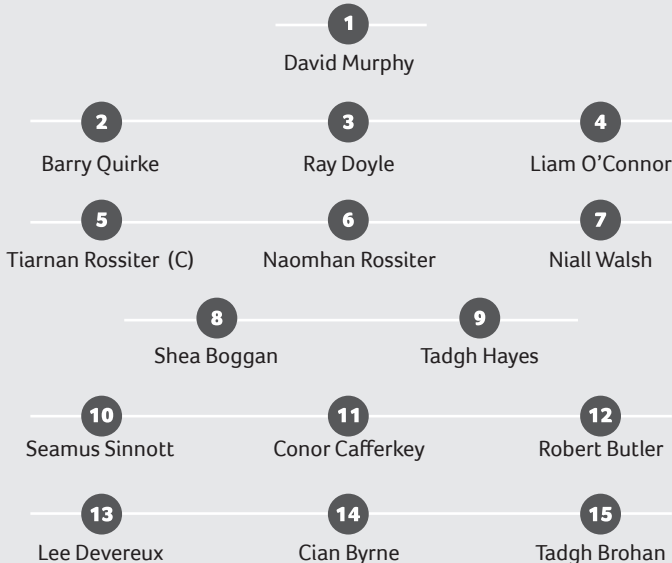 1
David Murphy
2 3 4
Barry Quirke Ray Doyle Liam O'Connor
5 6 7
Tiarnan Rossiter (C) Naomhan Rossiter Niall Walsh
8 9
Shea Boggan Tadgh Hayes
10 11 12
Seamus Sinnott Conor Cafferkey Robert Butler
13 14 15
Lee Devereux Cian Byrne Tadgh Brohan